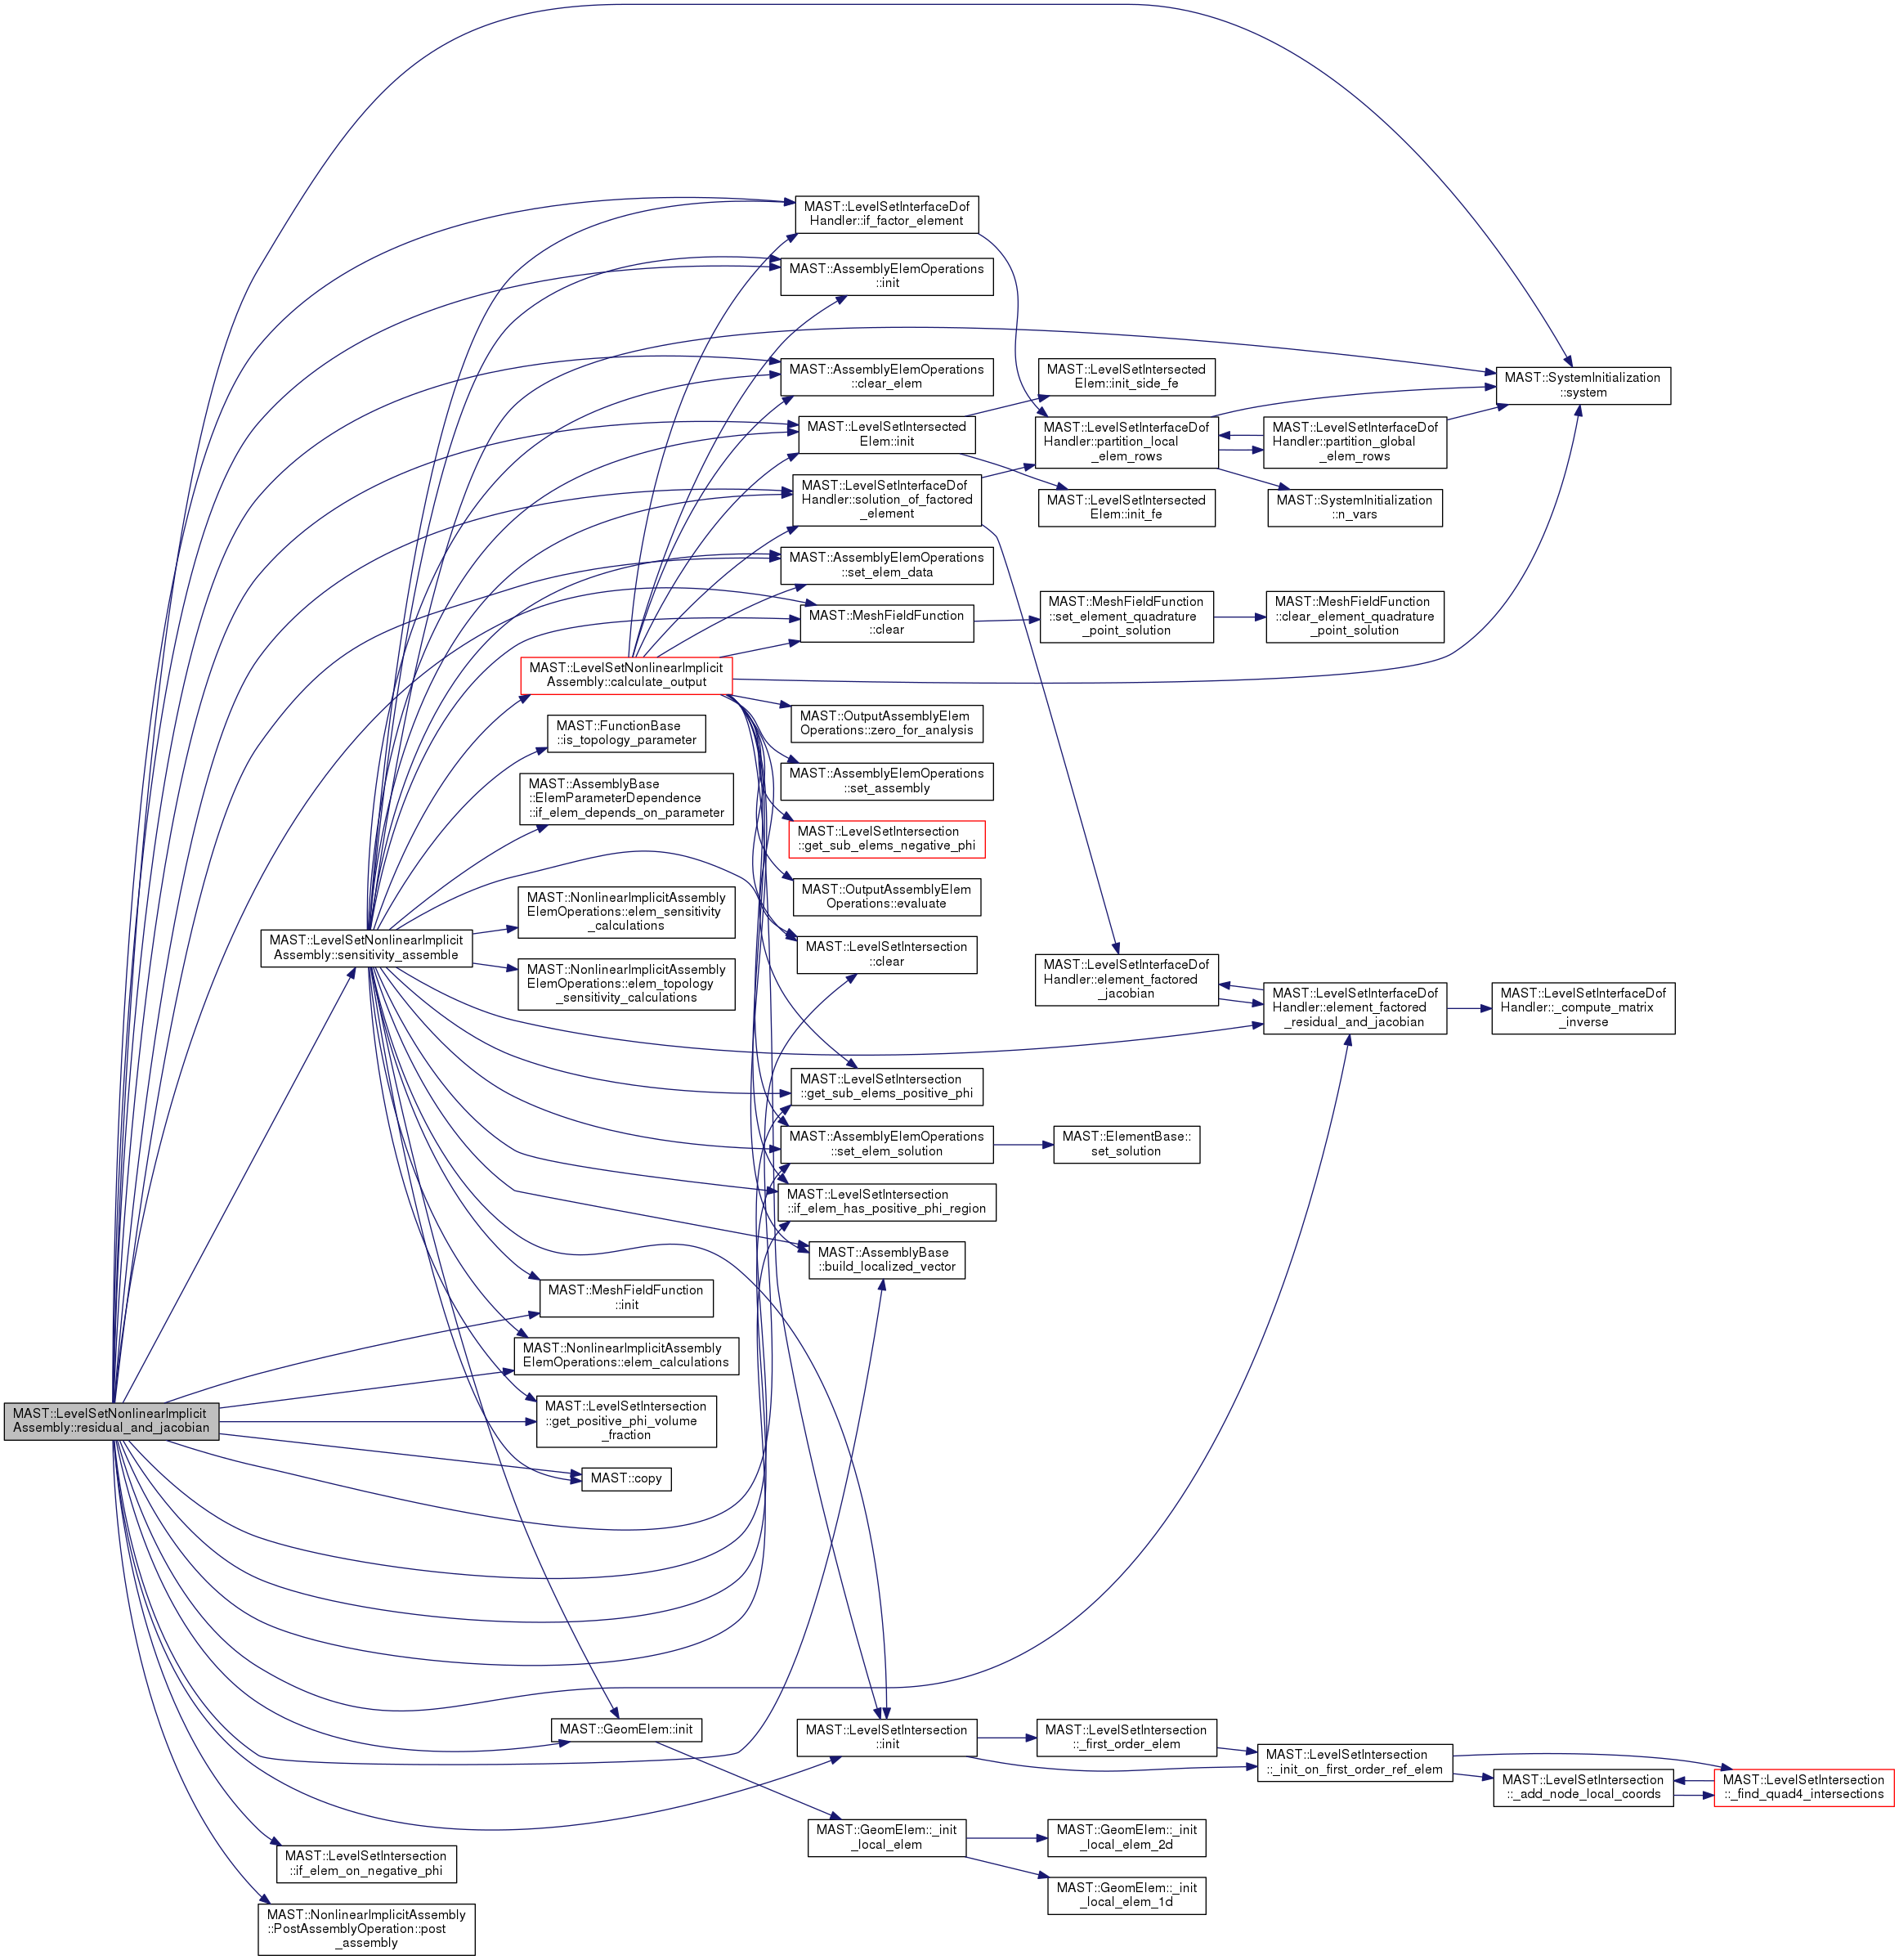 MAST::LevelSetInterfaceDof
Handler::if_factor_element
MAST::AssemblyElemOperations
::init
MAST::AssemblyElemOperations
::clear_elem
MAST::LevelSetIntersected
Elem::init_side_fe
MAST::SystemInitialization
::system
MAST::LevelSetIntersected
Elem::init
MAST::LevelSetInterfaceDof
Handler::partition_local
_elem_rows
MAST::LevelSetInterfaceDof
Handler::partition_global
_elem_rows
MAST::LevelSetInterfaceDof
Handler::solution_of_factored
_element
MAST::LevelSetIntersected
Elem::init_fe
MAST::SystemInitialization
::n_vars
MAST::AssemblyElemOperations
::set_elem_data
MAST::MeshFieldFunction
::clear
MAST::MeshFieldFunction
::set_element_quadrature
_point_solution
MAST::MeshFieldFunction
::clear_element_quadrature
_point_solution
MAST::LevelSetNonlinearImplicit
Assembly::calculate_output
MAST::OutputAssemblyElem
Operations::zero_for_analysis
MAST::FunctionBase
::is_topology_parameter
MAST::AssemblyElemOperations
::set_assembly
MAST::AssemblyBase
::ElemParameterDependence
::if_elem_depends_on_parameter
MAST::LevelSetIntersection
::get_sub_elems_negative_phi
MAST::OutputAssemblyElem
Operations::evaluate
MAST::NonlinearImplicitAssembly
ElemOperations::elem_sensitivity
_calculations
MAST::LevelSetNonlinearImplicit
Assembly::sensitivity_assemble
MAST::LevelSetIntersection
::clear
MAST::NonlinearImplicitAssembly
ElemOperations::elem_topology
_sensitivity_calculations
MAST::LevelSetInterfaceDof
Handler::element_factored
_jacobian
MAST::LevelSetInterfaceDof
Handler::element_factored
_residual_and_jacobian
MAST::LevelSetInterfaceDof
Handler::_compute_matrix
_inverse
MAST::LevelSetIntersection
::get_sub_elems_positive_phi
MAST::AssemblyElemOperations
::set_elem_solution
MAST::ElementBase::
set_solution
MAST::LevelSetIntersection
::if_elem_has_positive_phi_region
MAST::AssemblyBase
::build_localized_vector
MAST::MeshFieldFunction
::init
MAST::NonlinearImplicitAssembly
ElemOperations::elem_calculations
MAST::LevelSetNonlinearImplicit
Assembly::residual_and_jacobian
MAST::LevelSetIntersection
::get_positive_phi_volume
_fraction
MAST::copy
MAST::GeomElem::init
MAST::LevelSetIntersection
::init
MAST::LevelSetIntersection
::_first_order_elem
MAST::LevelSetIntersection
::_init_on_first_order_ref_elem
MAST::LevelSetIntersection
::_add_node_local_coords
MAST::LevelSetIntersection
::_find_quad4_intersections
MAST::GeomElem::_init
_local_elem
MAST::GeomElem::_init
_local_elem_2d
MAST::LevelSetIntersection
::if_elem_on_negative_phi
MAST::GeomElem::_init
_local_elem_1d
MAST::NonlinearImplicitAssembly
::PostAssemblyOperation::post
_assembly